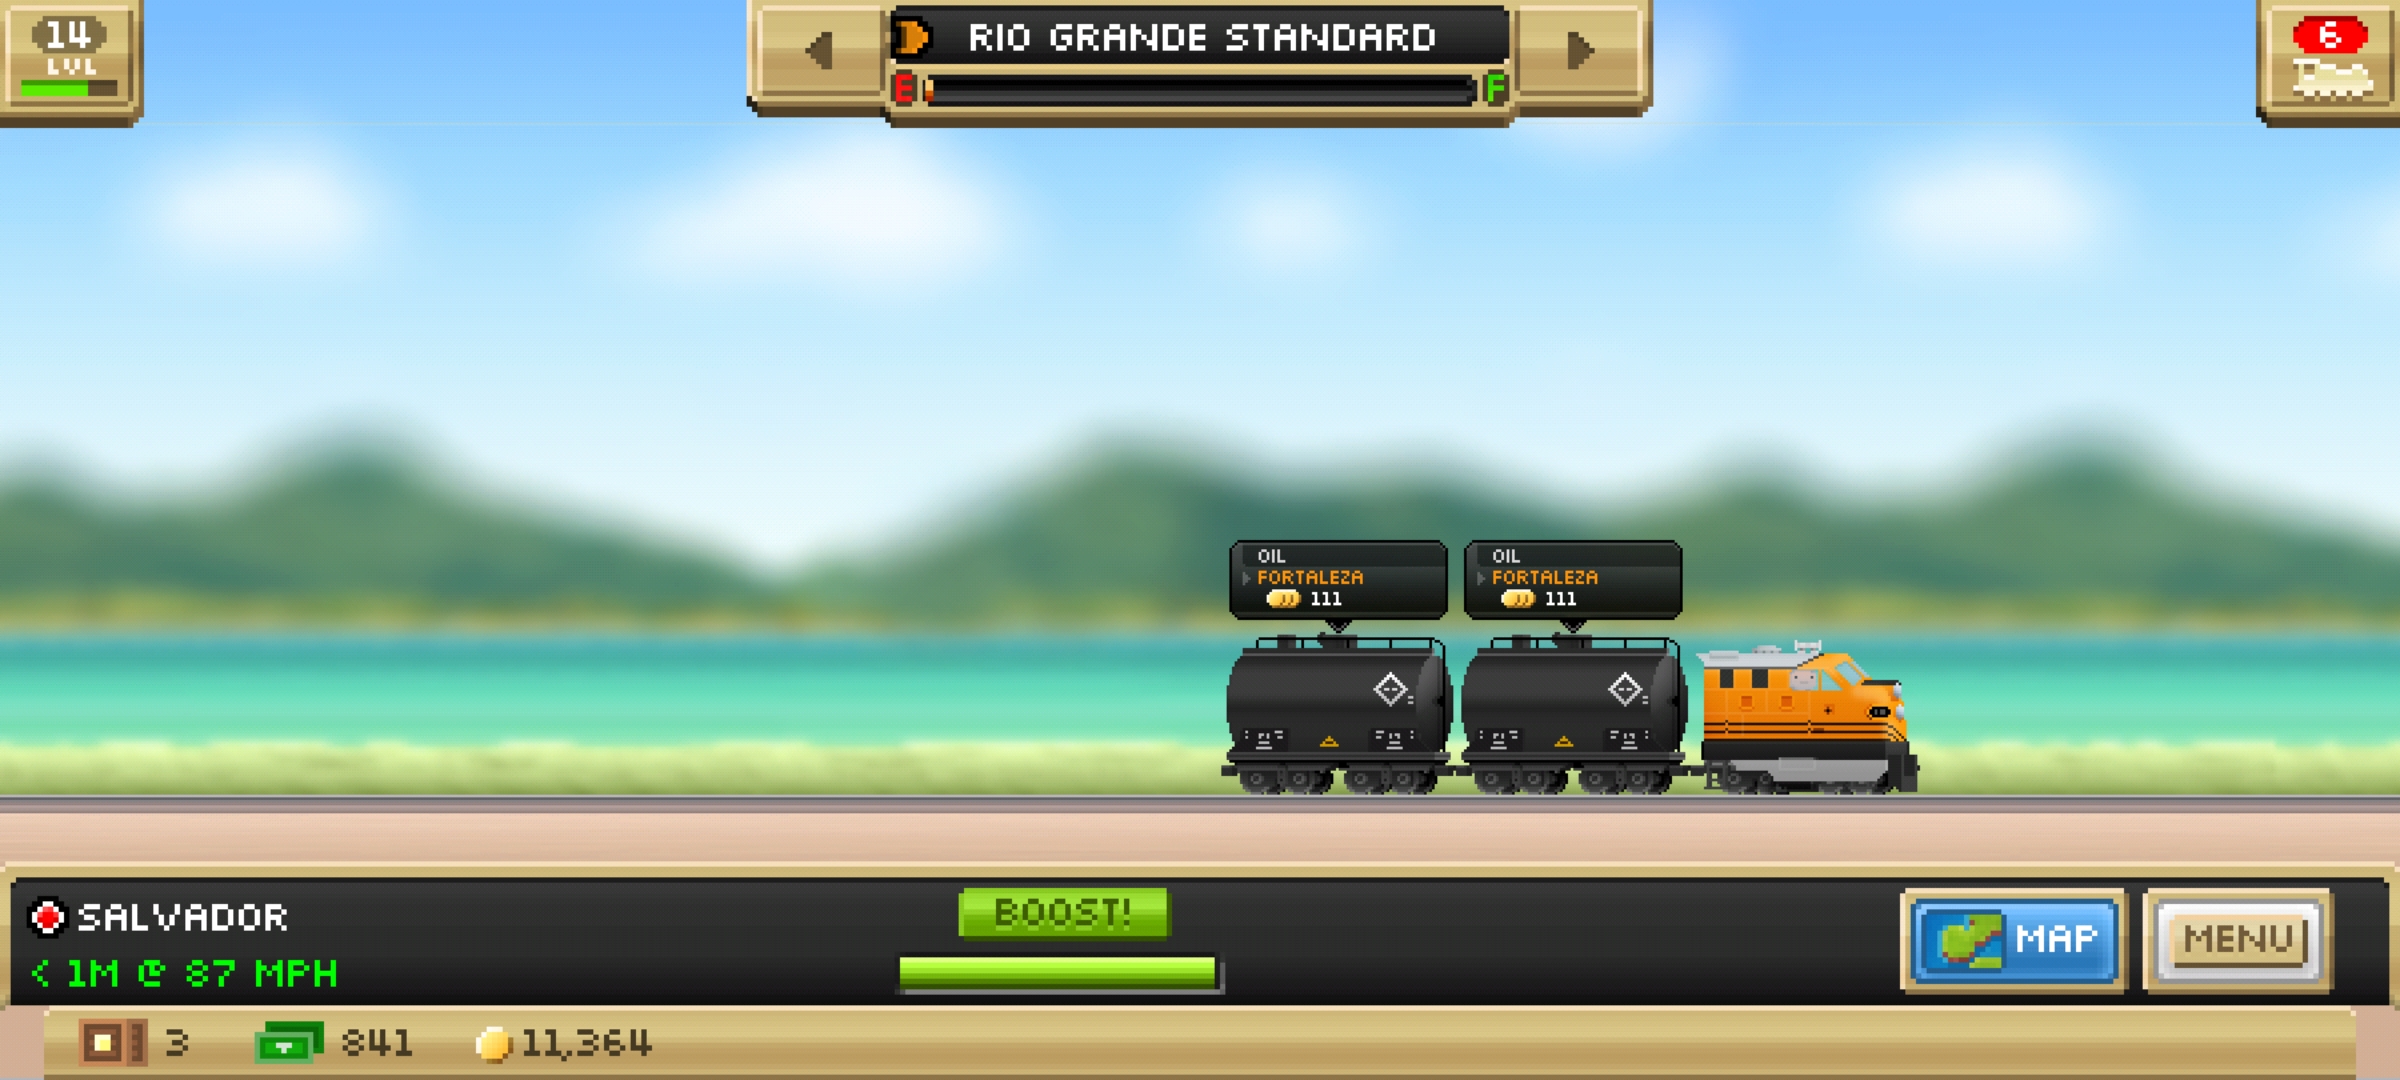 14
LVL
RIO GRANDE STANDARD
E F
6
OIL
FORTALEZA
111
OIL
FORTALEZA
111
SALVADOR
< 1M @ 87 MPH
BOOST!
MAP
MENU
3
841
11,364